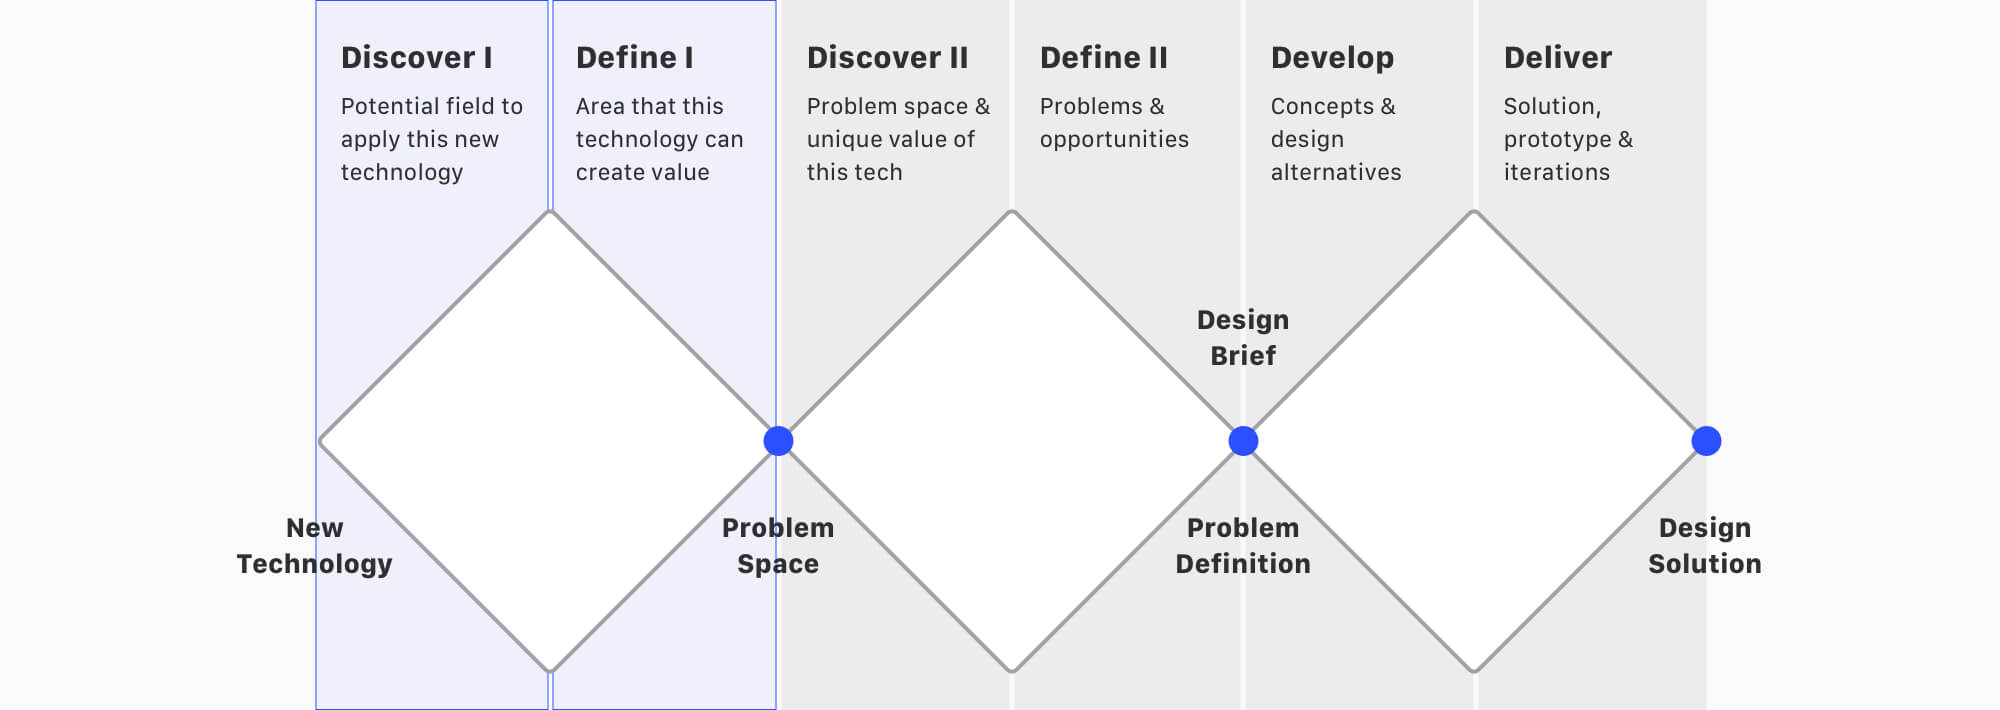 Discover I
Potential field to
apply this new
technology
Define I
Area that this
technology can
create value
Discover II
Problem space &
unique value of
this tech
Define II
Problems &
opportunities
Develop
Concepts &
design
alternatives
Deliver
Solution,
prototype &
iterations
Design
Brief
New
Technology
Problem
Space
Problem
Definition
Design
Solution